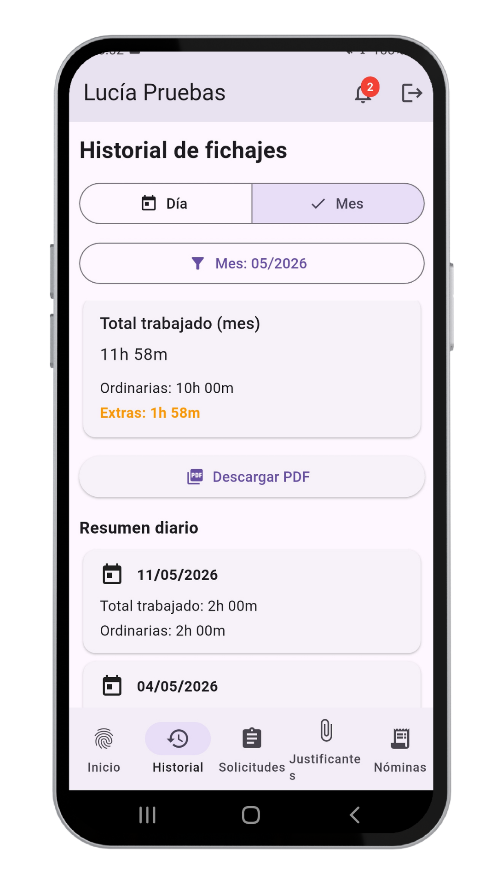 Lucía Pruebas
2
Historial de fichajes
Día
Mes
Mes: 05/2026
Total trabajado (mes)
11h 58m
Ordinarias: 10h 00m
Extras: 1h 58m
PDF
Descargar PDF
Resumen diario
11/05/2026
Total trabajado: 2h 00m
Ordinarias: 2h 00m
04/05/2026
Inicio
Historial
Solicitudes
Justificante
s
Nóminas